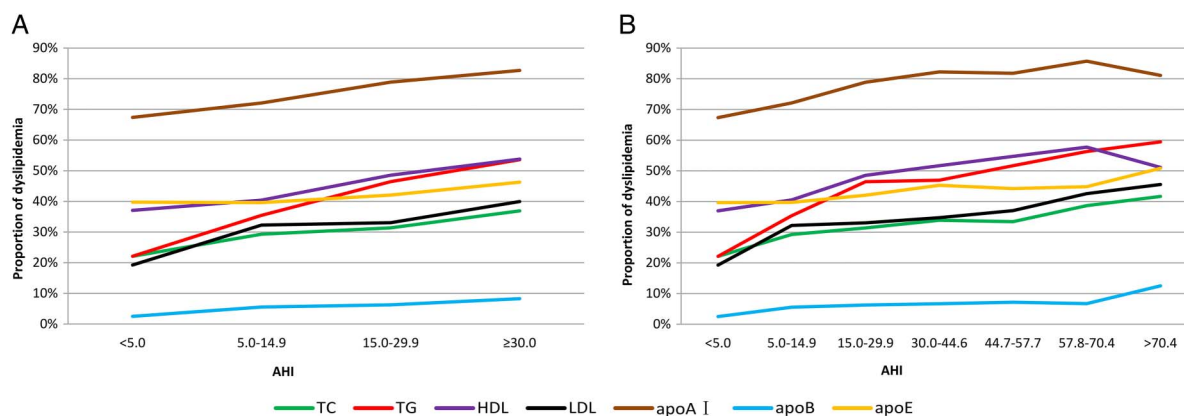 A
90%
80%
70%
60%
50%
40%
30%
20%
10%
0%
Proportion of dyslipidemia
<5.0 5.0-14.9 15.0-29.9 ≥30.0
AHI
B
90%
80%
70%
60%
50%
40%
30%
20%
10%
0%
Proportion of dyslipidemia
<5.0 5.0-14.9 15.0-29.9 30.0-44.6 44.7-57.7 57.8-70.4 >70.4
AHI
TC TG HDL LDL apoA Ⅰ apoB apoE